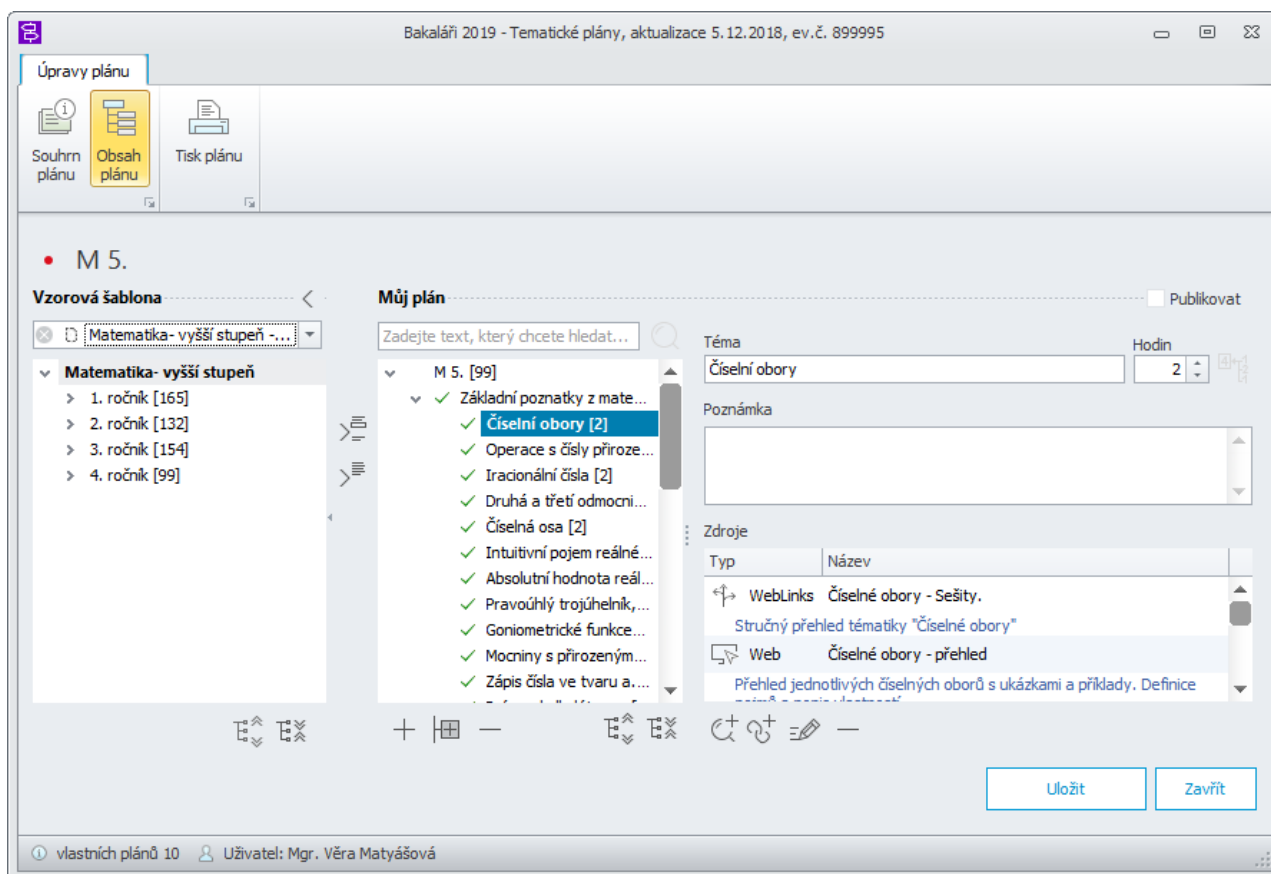 Bakaláři 2019 - Tematické plány, aktualizace 5.12.2018, ev.č. 899995
Úpravy plánu
Souhrn plánu
Obsah plánu
Tisk plánu
M 5.
Vzorová šablona
Matematika- vyšší stupeň -...
Matematika- vyšší stupeň
1. ročník [165]
2. ročník [132]
3. ročník [154]
4. ročník [99]
Můj plán
Publikovat
Zadejte text, který chcete hledat...
M 5. [99]
Základní poznatky z mate...
Číselní obory [2]
Operace s čísly přiroze...
Iracionální čísla [2]
Druhá a třetí odmocni...
Číselná osa [2]
Intuitivní pojem reálné...
Absolutní hodnota reál...
Pravoúhlý trojúhelník,...
Goniometrické funkce...
Mocniny s přirozeným...
Zápis čísla ve tvaru a....
Téma
Hodin
Číselní obory
2
Poznámka
Zdroje
Typ Název
WebLinks Číselné obory - Sešity.
Stručný přehled tématiky "Číselné obory"
Web Číselné obory - přehled
Přehled jednotlivých číselných oborů s ukázkami a příklady. Definice
Uložit
Zavřít
vlastních plánů 10 Uživatel: Mgr. Věra Matyášová